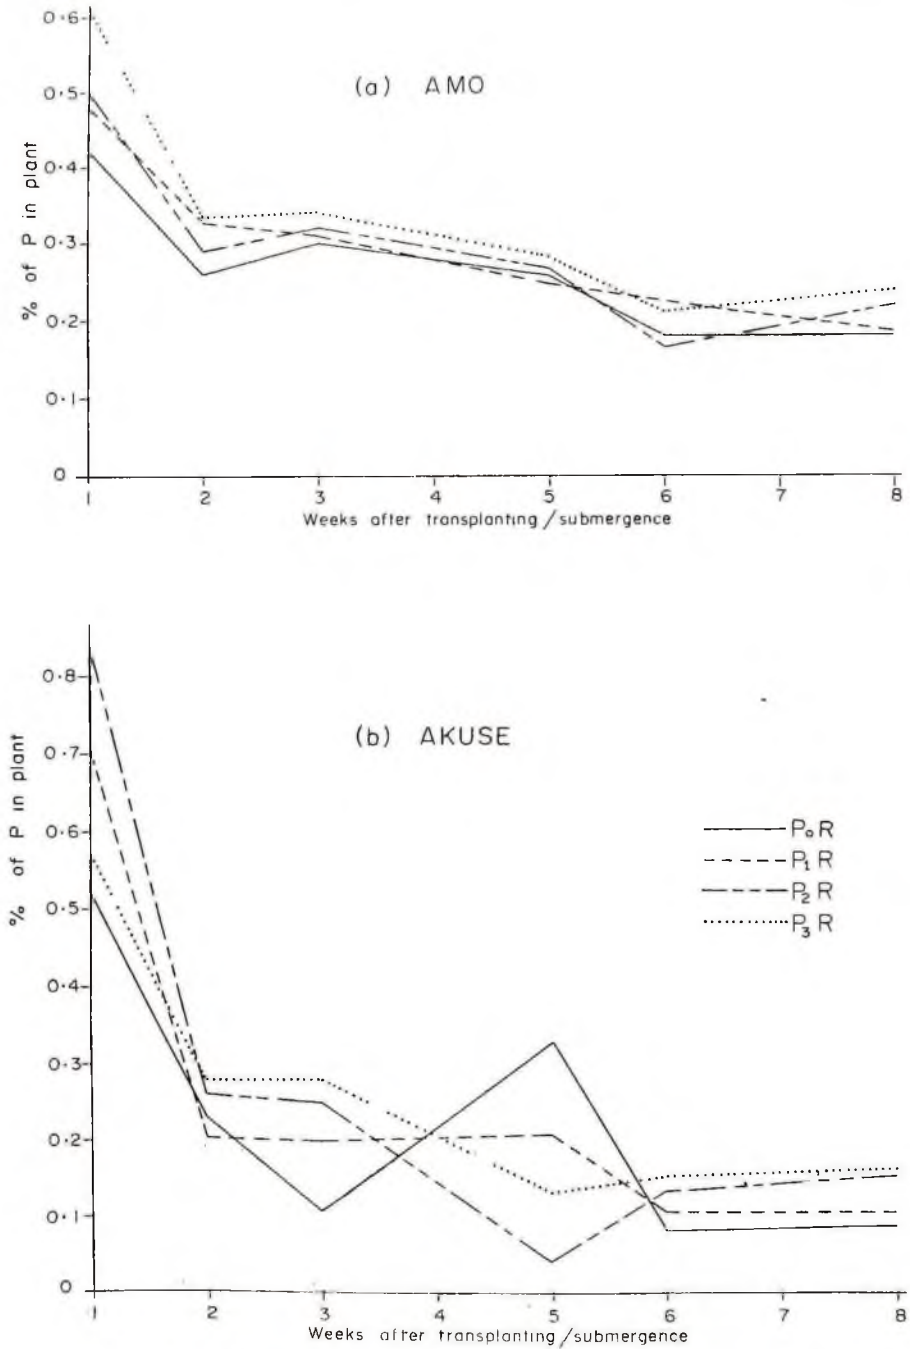 (a) AMO
% of P in plant
0·6
0·5
0·4
0·3
0·2
0·1
0
1 2 3 4 5 6 7 8
Weeks after transplanting/submergence
(b) AKUSE
% of P in plant
0·8
0·7
0·6
0·5
0·4
0·3
0·2
0·1
0
P₀R
P₁R
P₂R
P₃R
1 2 3 4 5 6 7 8
Weeks after transplanting/submergence